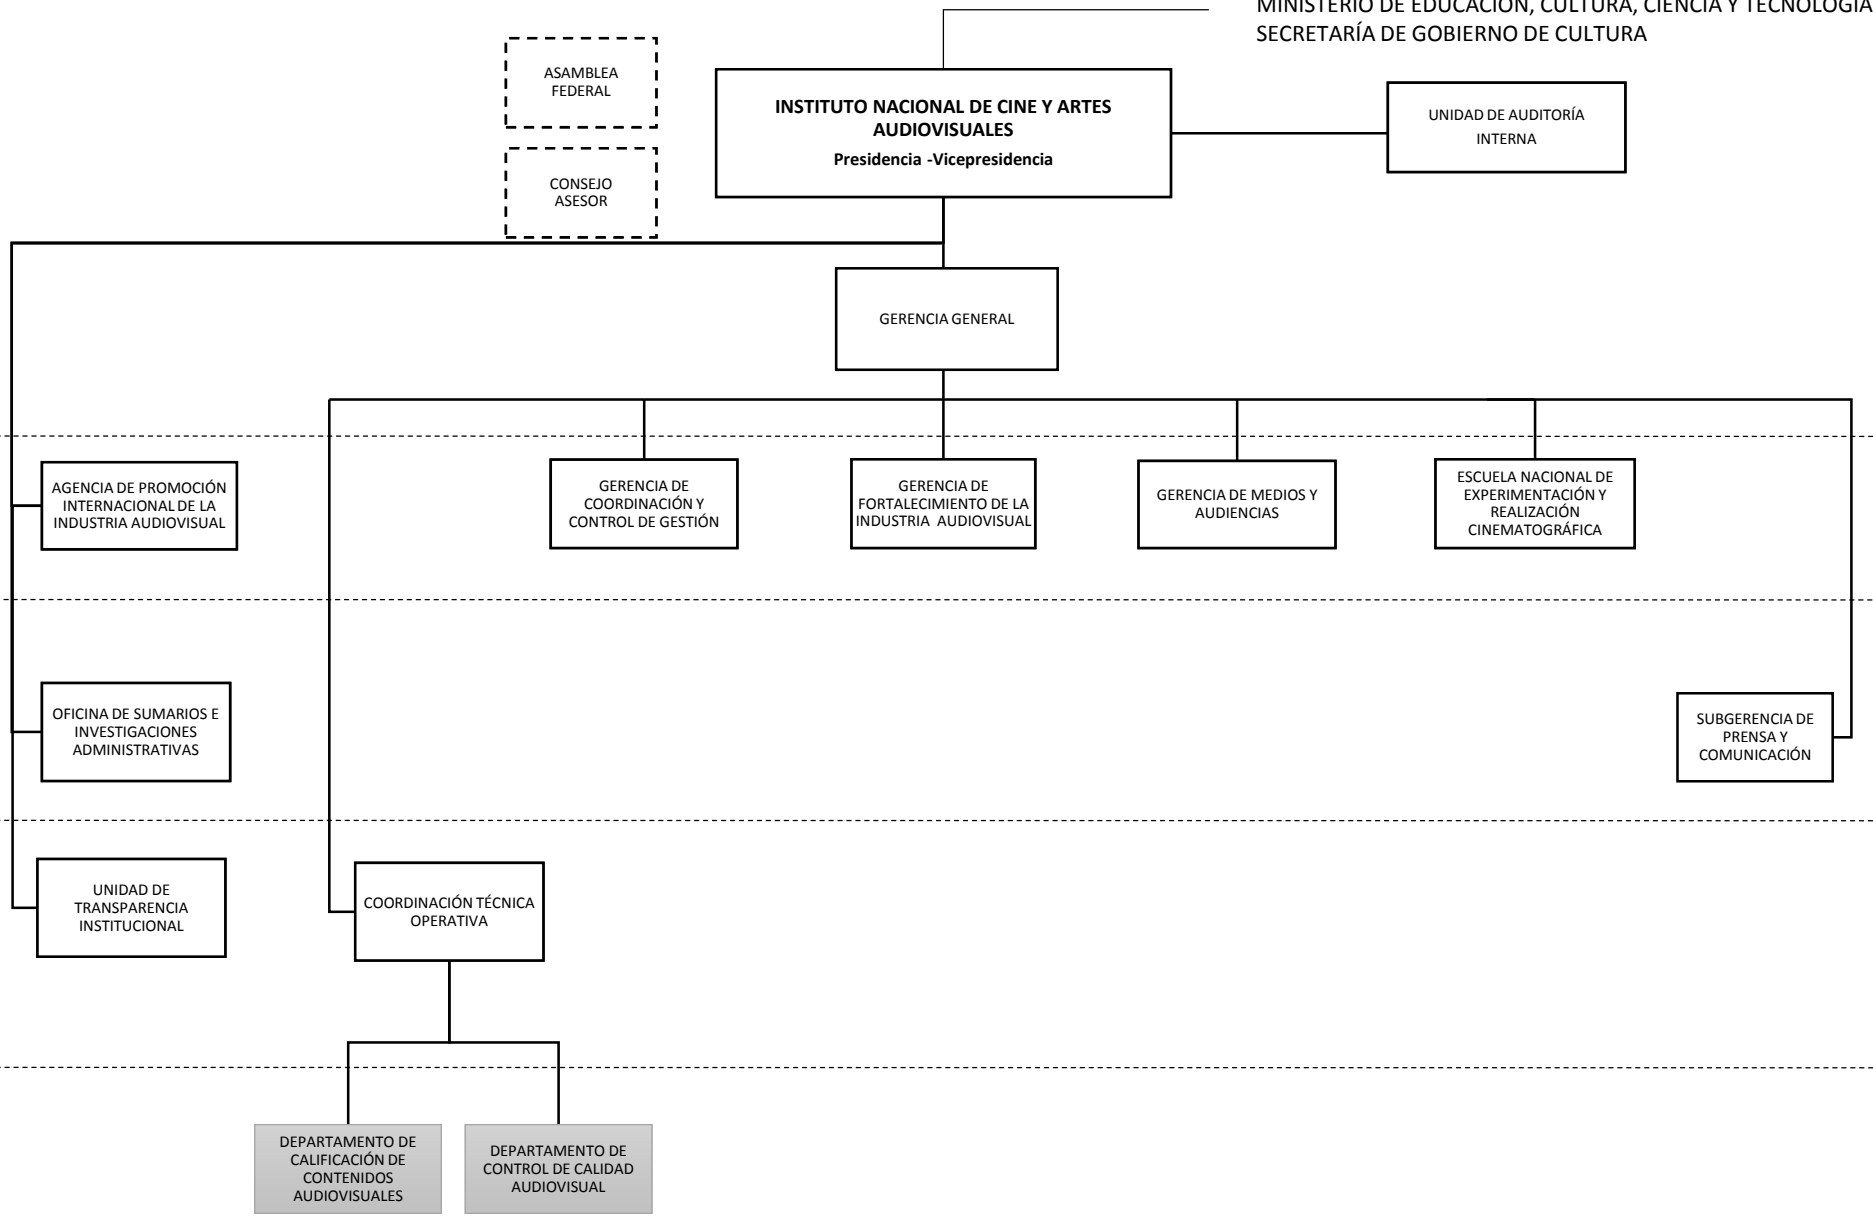 MINISTERIO DE EDUCACIÓN, CULTURA, CIENCIA Y TECNOLOGÍA
SECRETARÍA DE GOBIERNO DE CULTURA
ASAMBLEA
FEDERAL
INSTITUTO NACIONAL DE CINE Y ARTES
AUDIOVISUALES
Presidencia -Vicepresidencia
UNIDAD DE AUDITORÍA
INTERNA
CONSEJO
ASESOR
GERENCIA GENERAL
AGENCIA DE PROMOCIÓN
INTERNACIONAL DE LA
INDUSTRIA AUDIOVISUAL
GERENCIA DE
COORDINACIÓN Y
CONTROL DE GESTIÓN
GERENCIA DE
FORTALECIMIENTO DE LA
INDUSTRIA AUDIOVISUAL
GERENCIA DE MEDIOS Y
AUDIENCIAS
ESCUELA NACIONAL DE
EXPERIMENTACIÓN Y
REALIZACIÓN
CINEMATOGRÁFICA
OFICINA DE SUMARIOS E
INVESTIGACIONES
ADMINISTRATIVAS
SUBGERENCIA DE
PRENSA Y
COMUNICACIÓN
UNIDAD DE
TRANSPARENCIA
INSTITUCIONAL
COORDINACIÓN TÉCNICA
OPERATIVA
DEPARTAMENTO DE
CALIFICACIÓN DE
CONTENIDOS
AUDIOVISUALES
DEPARTAMENTO DE
CONTROL DE CALIDAD
AUDIOVISUAL